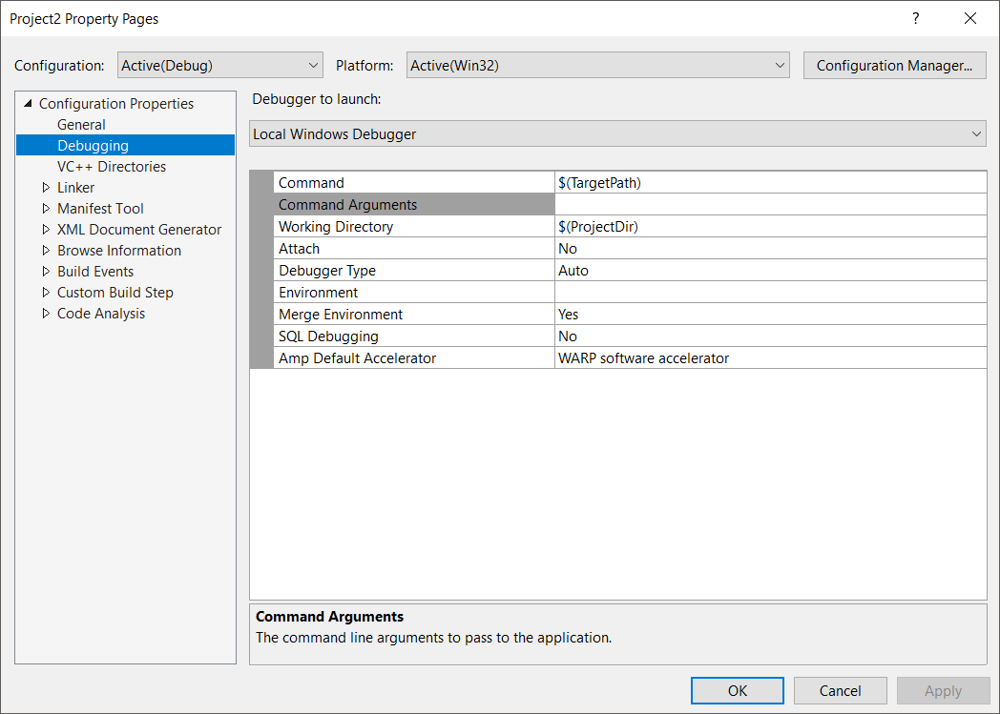 Project2 Property Pages
?
Configuration: Active(Debug) Platform: Active(Win32) Configuration Manager...
Configuration Properties
General
Debugging
VC++ Directories
Linker
Manifest Tool
XML Document Generator
Browse Information
Build Events
Custom Build Step
Code Analysis
Debugger to launch:
Local Windows Debugger
Command $(TargetPath)
Command Arguments
Working Directory $(ProjectDir)
Attach No
Debugger Type Auto
Environment
Merge Environment Yes
SQL Debugging No
Amp Default Accelerator WARP software accelerator
Command Arguments
The command line arguments to pass to the application.
OK Cancel Apply